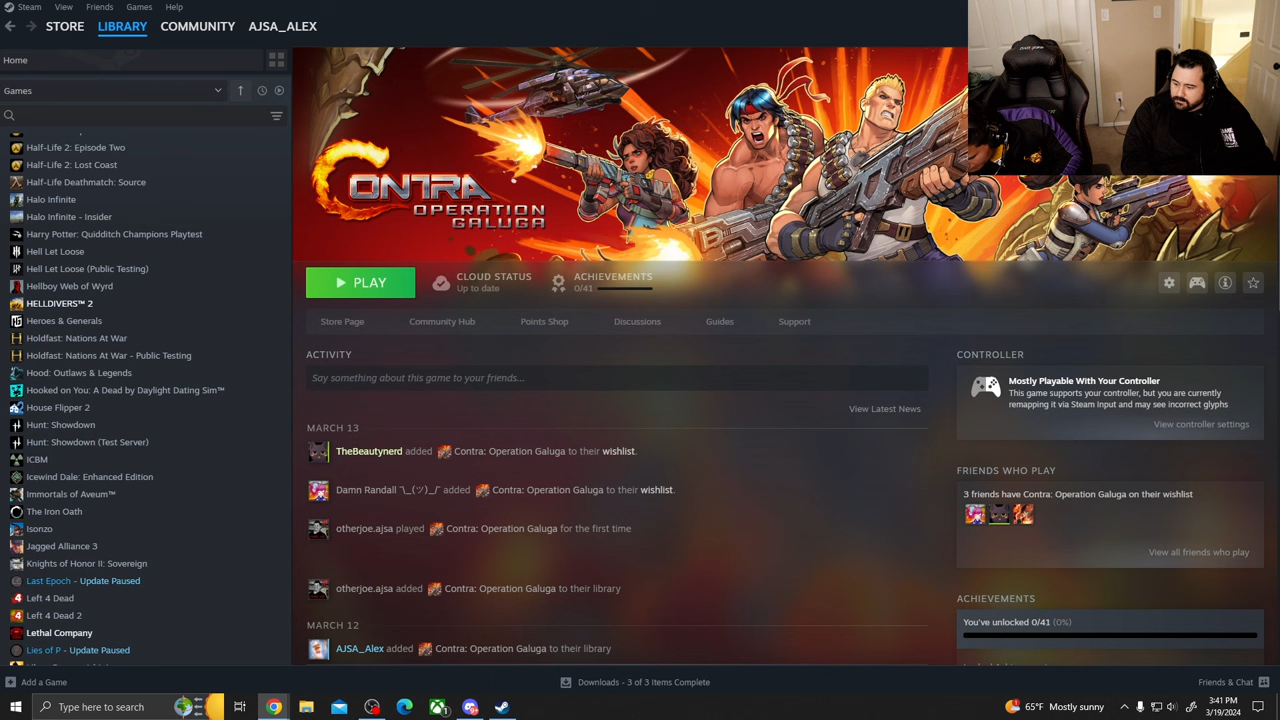 Steam View Friends Games Help
STORE LIBRARY COMMUNITY AJSA_ALEX
Home
Games
Half-Life 2: Episode Two
Half-Life 2: Lost Coast
Half-Life Deathmatch: Source
Halo Infinite
Halo Infinite - Insider
Harry Potter: Quidditch Champions Playtest
Hell Let Loose
Hell Let Loose (Public Testing)
Hellboy Web of Wyrd
HELLDIVERS™ 2
Heroes & Generals
Holdfast: Nations At War
Holdfast: Nations At War - Public Testing
Hood: Outlaws & Legends
Hooked on You: A Dead by Daylight Dating Sim™
House Flipper 2
Hunt: Showdown
Hunt: Showdown (Test Server)
ICBM
Icewind Dale: Enhanced Edition
Immortals of Aveum™
The Iron Oath
Isonzo
Jagged Alliance 3
Knights of Honor II: Sovereign
Last Epoch - Update Paused
Left 4 Dead
Left 4 Dead 2
Lethal Company
Lies of P - Update Paused
CONTRA
OPERATION
GALUGA
PLAY
CLOUD STATUS
Up to date
ACHIEVEMENTS
0/41
Store Page Community Hub Points Shop Discussions Guides Support
ACTIVITY
Say something about this game to your friends...
View Latest News
MARCH 13
TheBeautynerd added Contra: Operation Galuga to their wishlist.
Damn Randall ¯\_(ツ)_/¯ added Contra: Operation Galuga to their wishlist.
otherjoe.ajsa played Contra: Operation Galuga for the first time
otherjoe.ajsa added Contra: Operation Galuga to their library
MARCH 12
AJSA_Alex added Contra: Operation Galuga to their library
CONTROLLER
Mostly Playable With Your Controller
This game supports your controller, but you are currently
remapping it via Steam Input and may see incorrect glyphs
View controller settings
FRIENDS WHO PLAY
3 friends have Contra: Operation Galuga on their wishlist
View all friends who play
ACHIEVEMENTS
You've unlocked 0/41 (0%)
Add a Game
Downloads - 3 of 3 Items Complete
Friends & Chat
Type here to search
65°F Mostly sunny
3:41 PM
3/19/2024